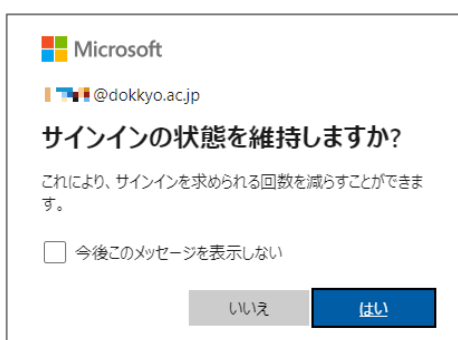 Microsoft
@dokkyo.ac.jp
サインインの状態を維持しますか?
これにより、サインインを求められる回数を減らすことができま
す。
今後このメッセージを表示しない
いいえ
はい